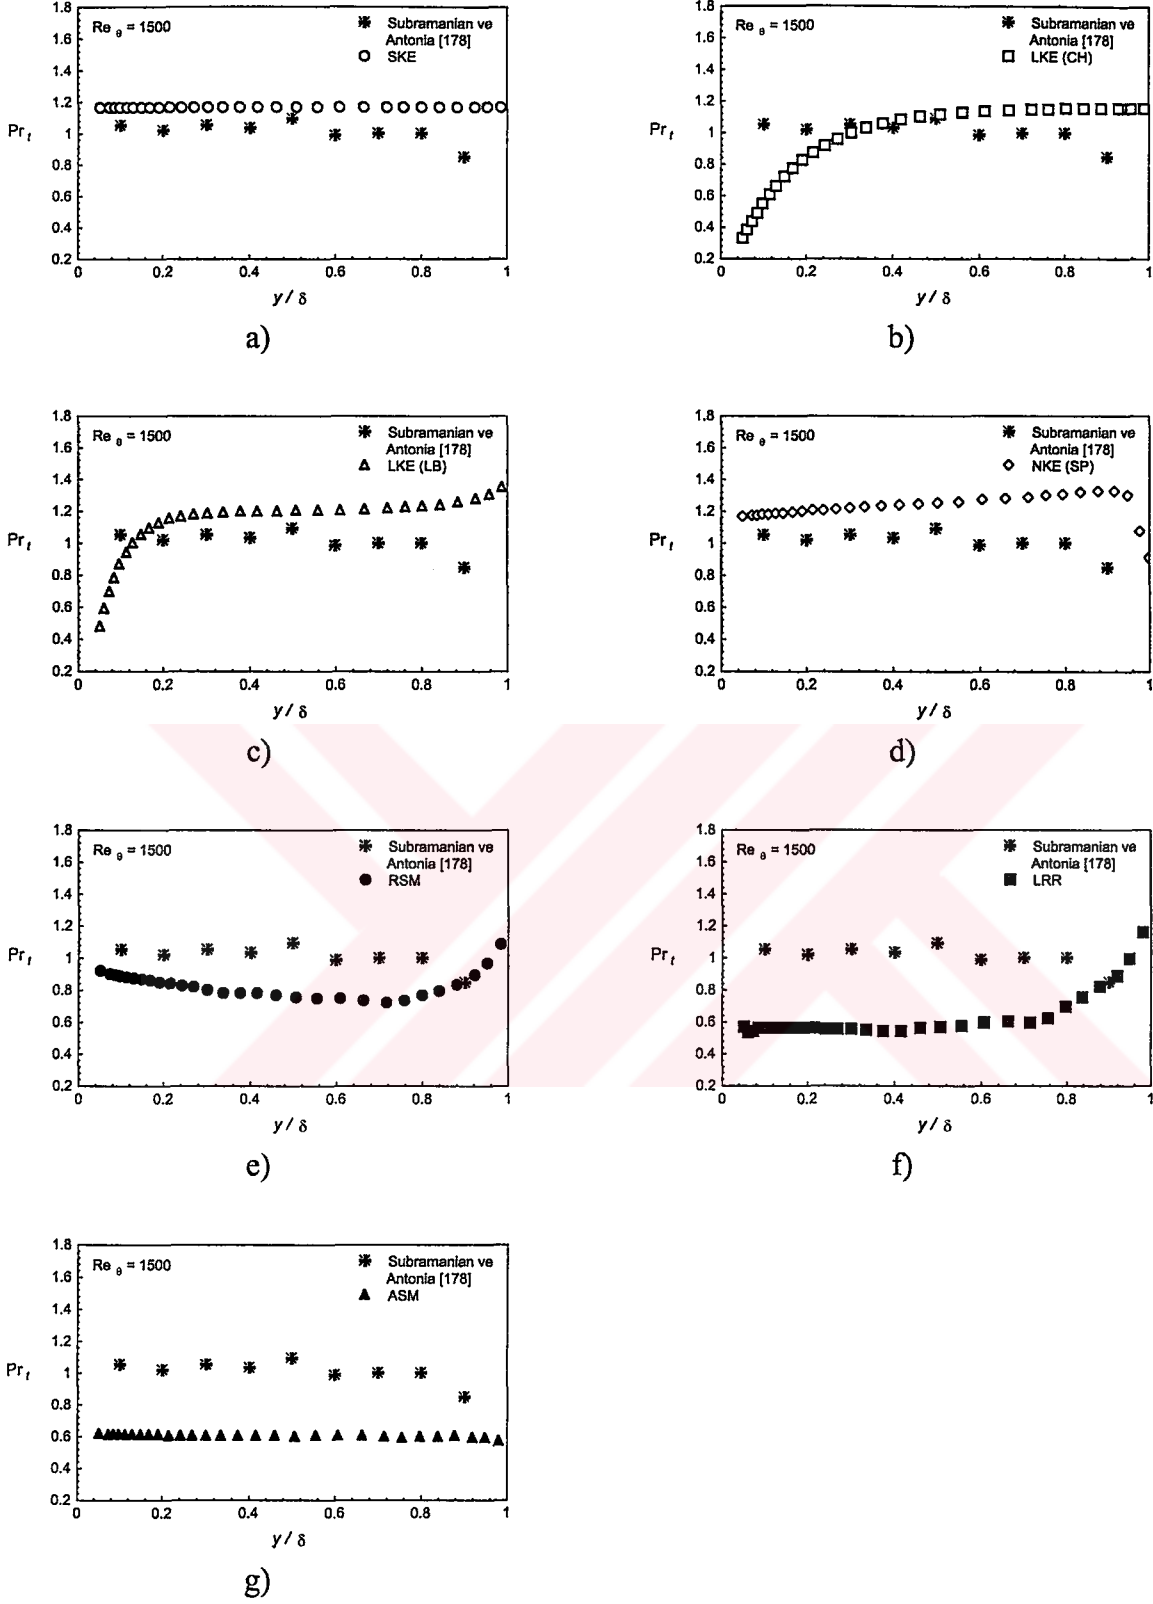 1.8
1.6
1.4
1.2
Pr t
1
0.8
0.6
0.4
0.2
0
0.2
0.4
0.6
0.8
1
y / δ
Re θ = 1500
Subramanian ve
Antonia [178]
SKE
a)
1.8
1.6
1.4
1.2
Pr t
1
0.8
0.6
0.4
0.2
0
0.2
0.4
0.6
0.8
1
y / δ
Re θ = 1500
Subramanian ve
Antonia [178]
LKE (CH)
b)
1.8
1.6
1.4
1.2
Pr t
1
0.8
0.6
0.4
0.2
0
0.2
0.4
0.6
0.8
1
y / δ
Re θ = 1500
Subramanian ve
Antonia [178]
LKE (LB)
c)
1.8
1.6
1.4
1.2
Pr t
1
0.8
0.6
0.4
0.2
0
0.2
0.4
0.6
0.8
1
y / δ
Re θ = 1500
Subramanian ve
Antonia [178]
NKE (SP)
d)
1.8
1.6
1.4
1.2
Pr t
1
0.8
0.6
0.4
0.2
0
0.2
0.4
0.6
0.8
1
y / δ
Re θ = 1500
Subramanian ve
Antonia [178]
RSM
e)
1.8
1.6
1.4
1.2
Pr t
1
0.8
0.6
0.4
0.2
0
0.2
0.4
0.6
0.8
1
y / δ
Re θ = 1500
Subramanian ve
Antonia [178]
LRR
f)
1.8
1.6
1.4
1.2
Pr t
1
0.8
0.6
0.4
0.2
0
0.2
0.4
0.6
0.8
1
y / δ
Re θ = 1500
Subramanian ve
Antonia [178]
ASM
g)